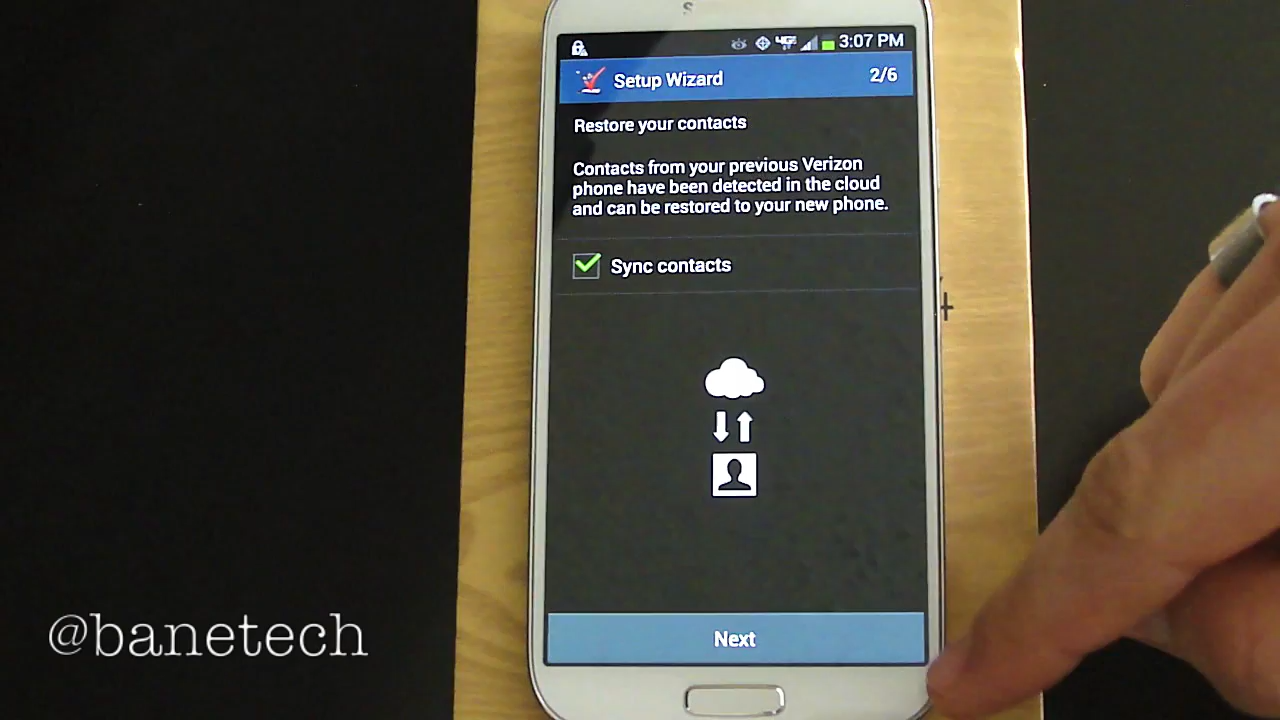 3:07 PM
Setup Wizard 2/6
Restore your contacts
Contacts from your previous Verizon
phone have been detected in the cloud
and can be restored to your new phone.
Sync contacts
Next
@banetech